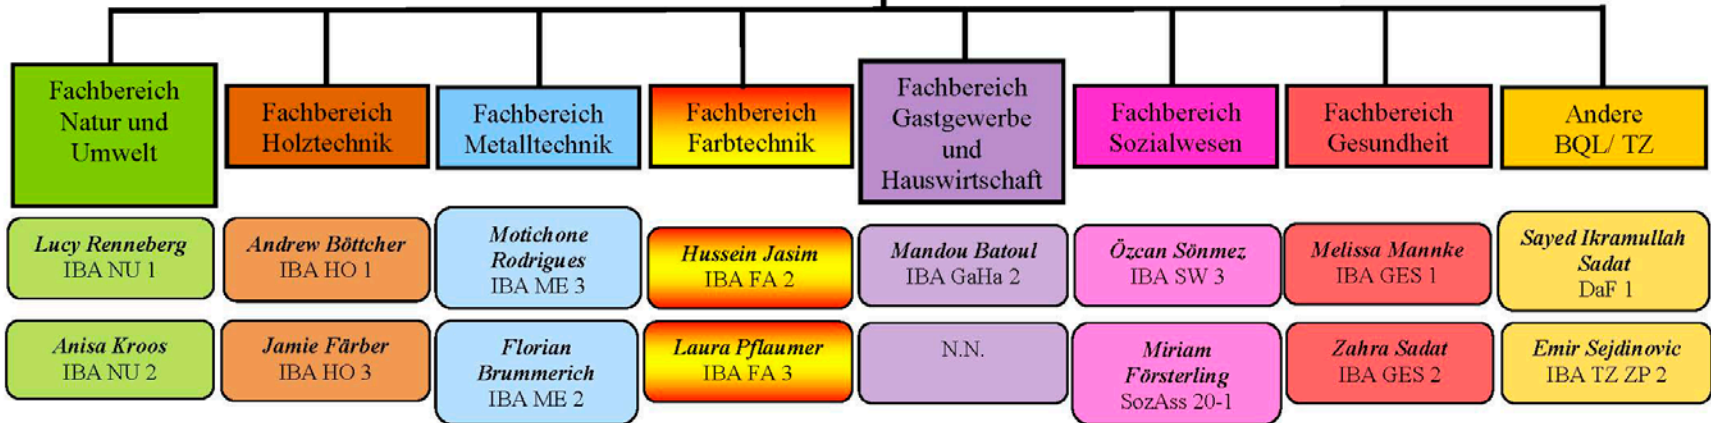 Fachbereich
Natur und
Umwelt
Fachbereich
Holztechnik
Fachbereich
Metalltechnik
Fachbereich
Farbtechnik
Fachbereich
Gastgewerbe
und
Hauswirtschaft
Fachbereich
Sozialwesen
Fachbereich
Gesundheit
Andere
BQL/ TZ
Lucy Renneberg
IBA NU 1
Andrew Böttcher
IBA HO 1
Motichone
Rodrigues
IBA ME 3
Hussein Jasim
IBA FA 2
Mandou Batoul
IBA GaHa 2
Özcan Sönmez
IBA SW 3
Melissa Mannke
IBA GES 1
Sayed Ikramullah
Sadat
DaF 1
Anisa Kroos
IBA NU 2
Jamie Färber
IBA HO 3
Florian
Brummerich
IBA ME 2
Laura Pflaumer
IBA FA 3
N.N.
Miriam
Försterling
SozAss 20-1
Zahra Sadat
IBA GES 2
Emir Sejdinovic
IBA TZ ZP 2